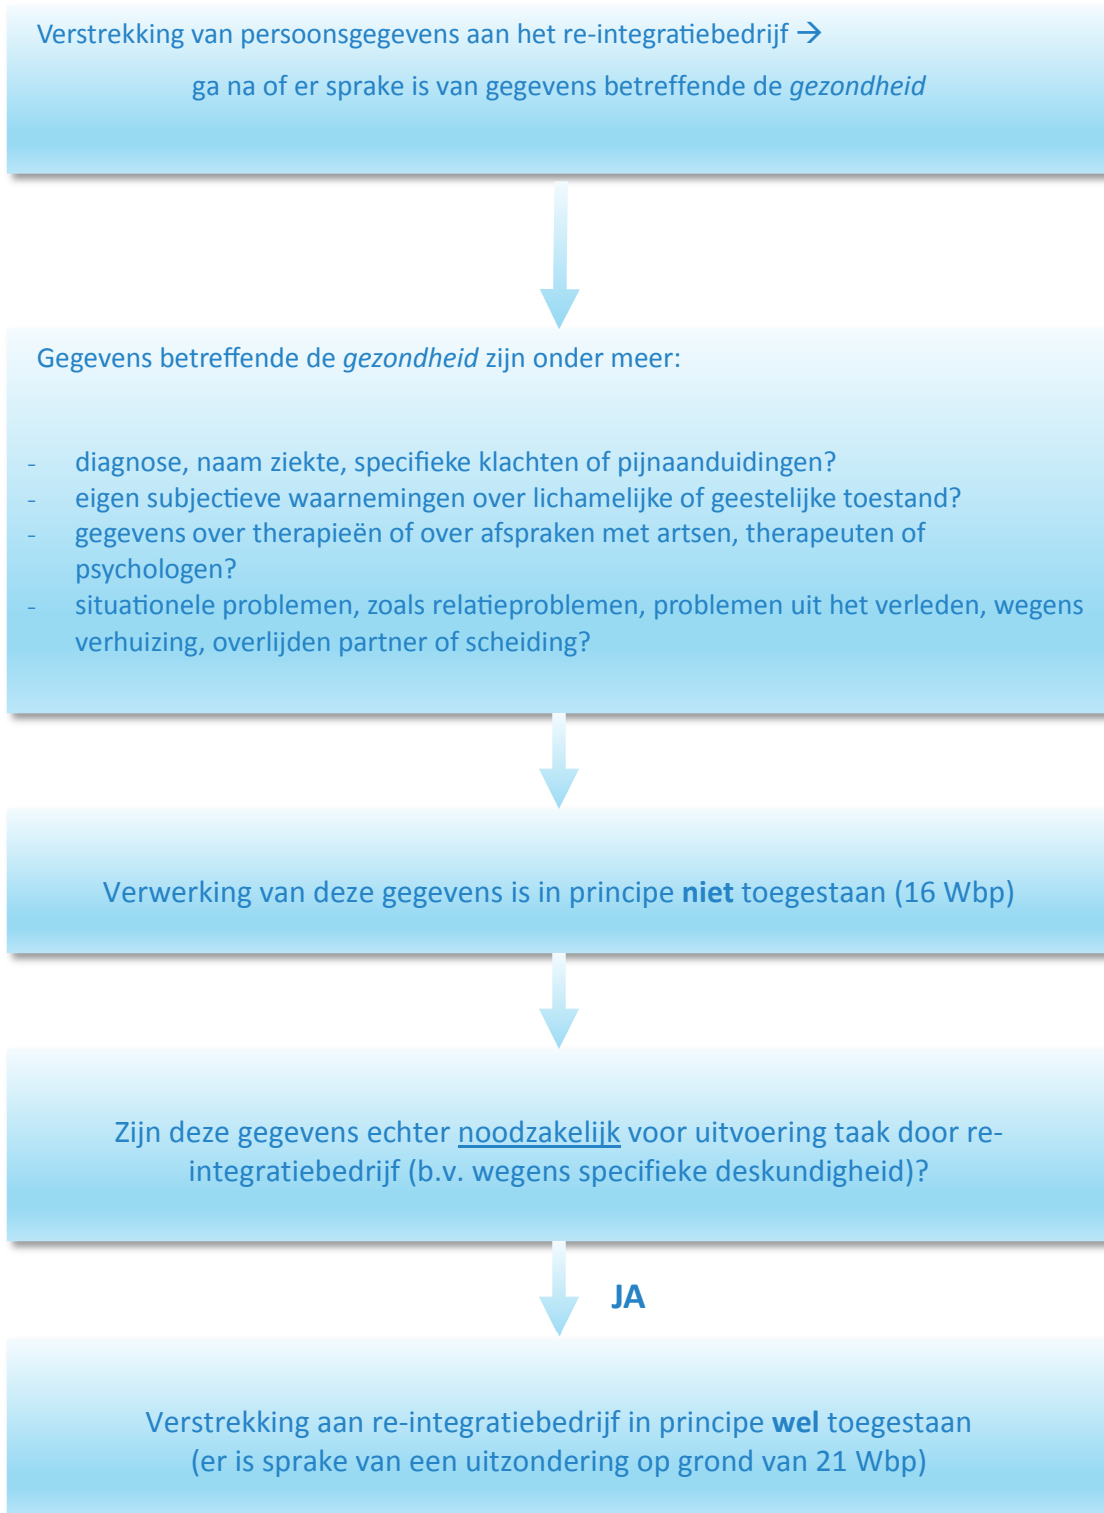 Verstrekking van persoonsgegevens aan het re-integratiebedrijf →
ga na of er sprake is van gegevens betreffende de gezondheid
Gegevens betreffende de gezondheid zijn onder meer:
- diagnose, naam ziekte, specifieke klachten of pijnaanduidingen?
- eigen subjectieve waarnemingen over lichamelijke of geestelijke toestand?
- gegevens over therapieën of over afspraken met artsen, therapeuten of
psychologen?
- situationele problemen, zoals relatieproblemen, problemen uit het verleden, wegens
verhuizing, overlijden partner of scheiding?
Verwerking van deze gegevens is in principe niet toegestaan (16 Wbp)
Zijn deze gegevens echter noodzakelijk voor uitvoering taak door re-
integratiebedrijf (b.v. wegens specifieke deskundigheid)?
JA
Verstrekking aan re-integratiebedrijf in principe wel toegestaan
(er is sprake van een uitzondering op grond van 21 Wbp)